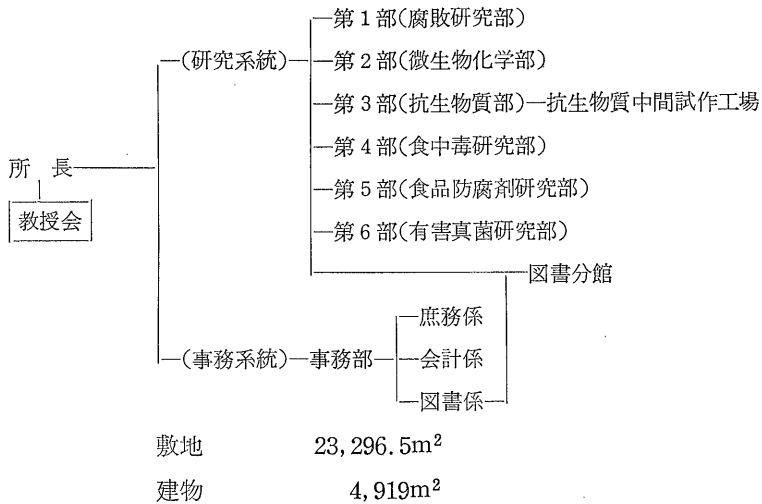 第1部(腐敗研究部)
(研究系統)
第2部(微生物化学部)
第3部(抗生物質部)
抗生物質中間試作工場
第4部(食中毒研究部)
所長
第5部(食品防腐剤研究部)
教授会
第6部(有害真菌研究部)
図書分館
庶務係
(事務系統)
事務部
会計係
図書係
敷地 23,296.5m²
建物 4,919m²